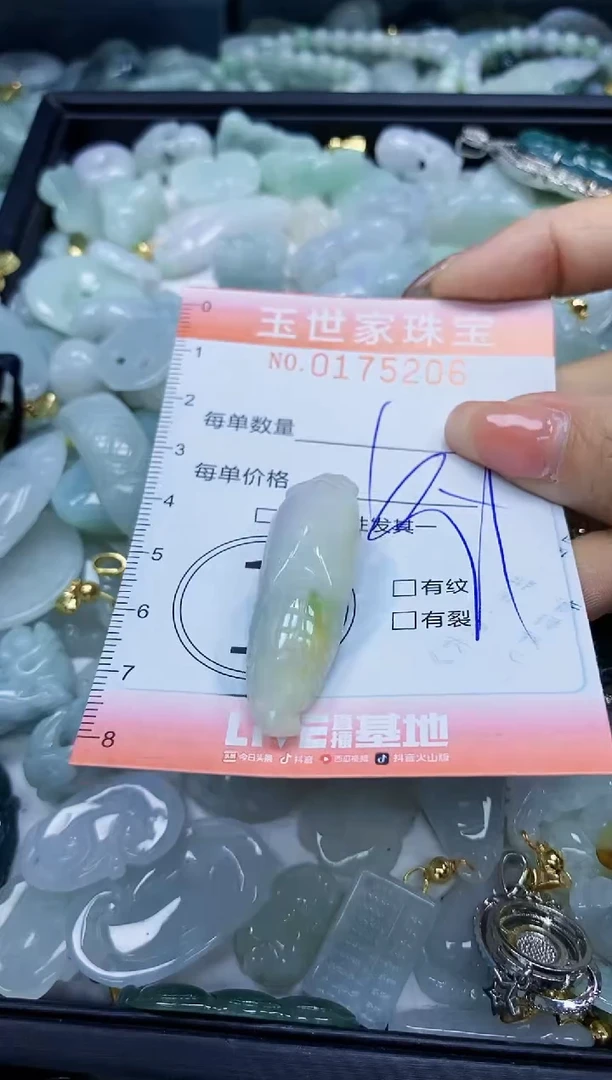 0
玉世家珠宝
1
NO.0175206
2
每单数量
3
每单价格
4
发其一
5
□有纹
6
□有裂
7
LIVE直播基地
8
今日头条 抖音 西瓜视频 抖音火山版